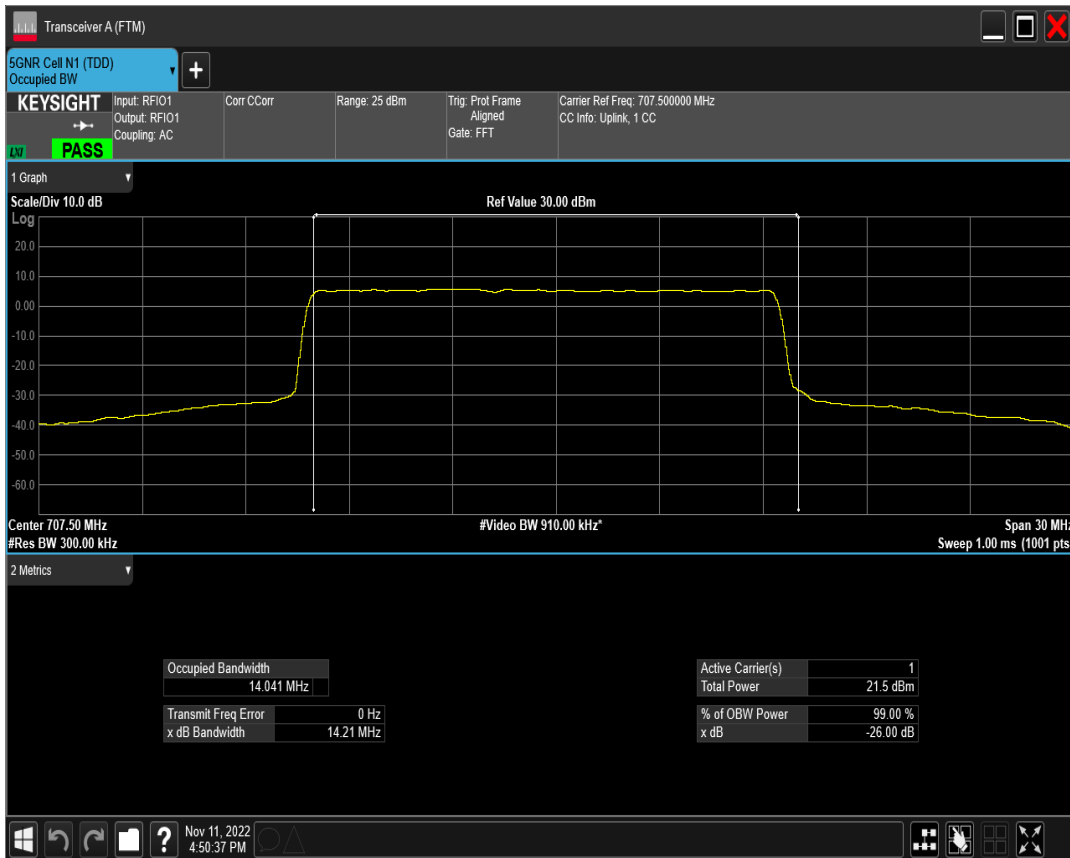 Transceiver A (FTM)
5GNR Cell N1 (TDD)
Occupied BW
+
KEYSIGHT
LXI
PASS
Input: RFIO1
Output: RFIO1
Coupling: AC
Corr CCorr
Range: 25 dBm
Trig: Prot Frame
Aligned
Gate: FFT
Carrier Ref Freq: 707.500000 MHz
CC Info: Uplink, 1 CC
1 Graph
Scale/Div 10.0 dB
Ref Value 30.00 dBm
Log
20.0
10.0
0.00
-10.0
-20.0
-30.0
-40.0
-50.0
-60.0
Center 707.50 MHz
#Video BW 910.00 kHz*
Span 30 MHz
#Res BW 300.00 kHz
Sweep 1.00 ms (1001 pts
2 Metrics
Occupied Bandwidth
14.041 MHz
Transmit Freq Error 0 Hz
x dB Bandwidth 14.21 MHz
Active Carrier(s) 1
Total Power 21.5 dBm
% of OBW Power 99.00 %
x dB -26.00 dB
?
Nov 11, 2022
4:50:37 PM